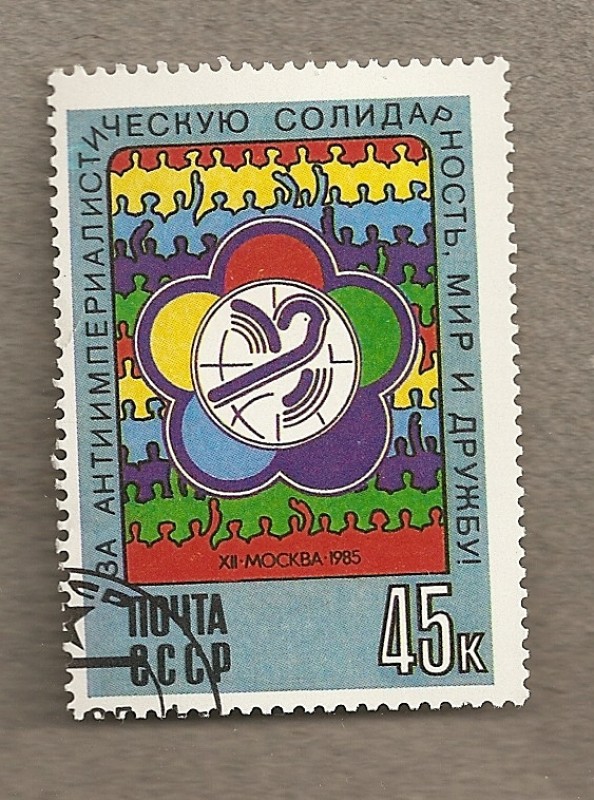 ЗА АНТИИМПЕРИАЛИСТИЧЕСКУЮ СОЛИДАРНОСТЬ, МИР И ДРУЖБУ!
XII·МОСКВА·1985
ПОЧТА
СССР
45к